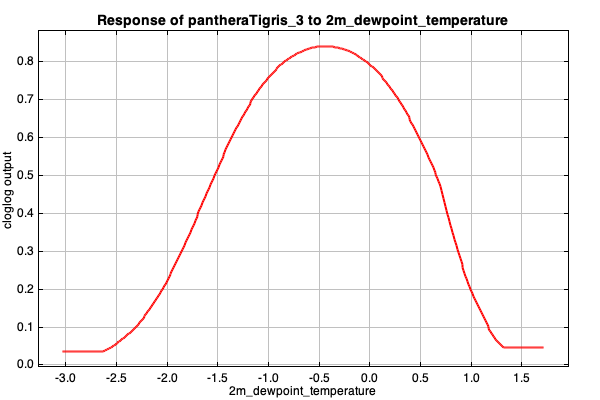 Response of pantheraTigris_3 to 2m_dewpoint_temperature
cloglog output
0.8
0.7
0.6
0.5
0.4
0.3
0.2
0.1
0.0
-3.0 -2.5 -2.0 -1.5 -1.0 -0.5 0.0 0.5 1.0 1.5
2m_dewpoint_temperature